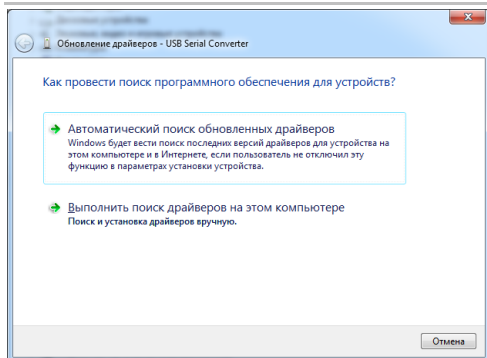 Обновление драйверов - USB Serial Converter
Как провести поиск программного обеспечения для устройств?
Автоматический поиск обновленных драйверов
Windows будет вести поиск последних версий драйверов для устройства на
этом компьютере и в Интернете, если пользователь не отключил эту
функцию в параметрах установки устройства.
Выполнить поиск драйверов на этом компьютере
Поиск и установка драйверов вручную.
Отмена